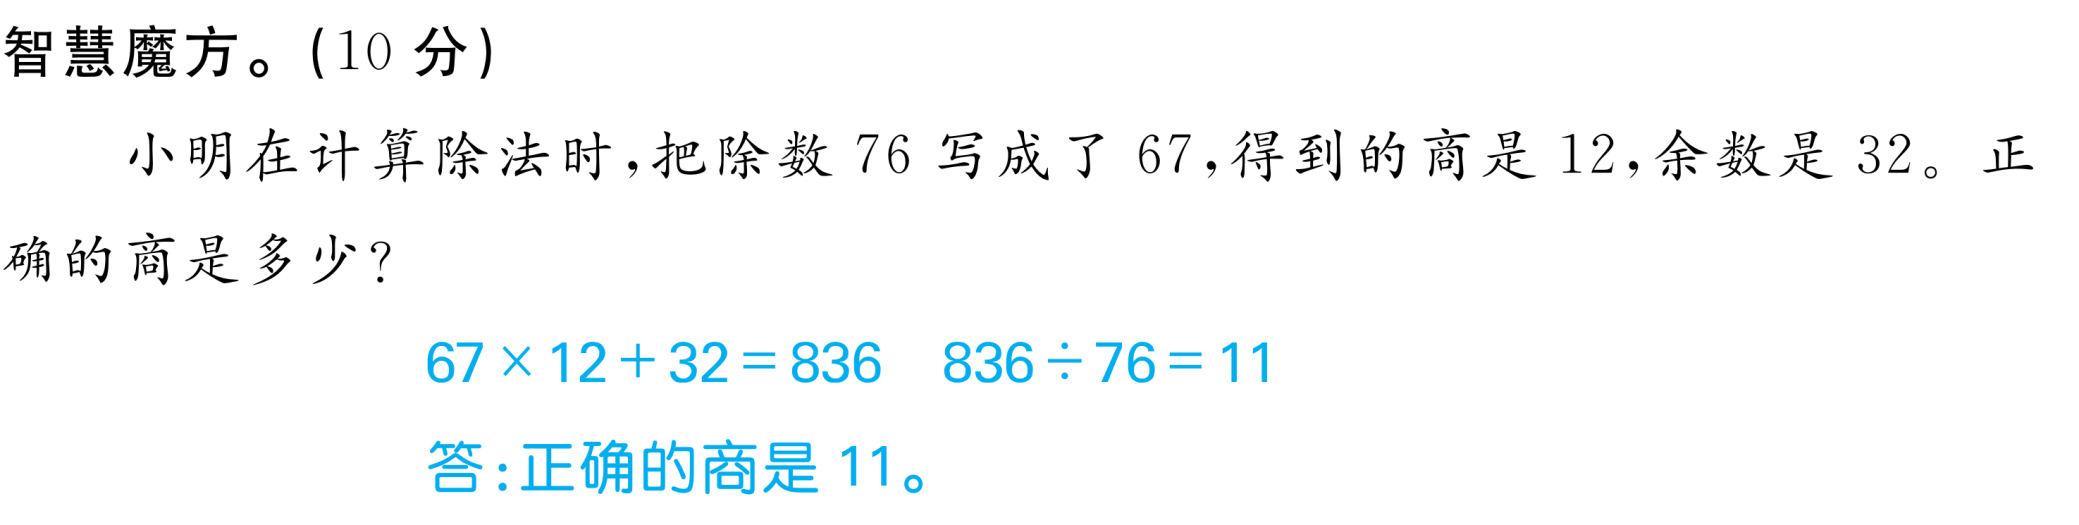 智慧魔方。(10 分)
小明在计算除法时,把除数 76 写成了 67,得到的商是 12,余数是 32。正
确的商是多少?
67×12+32=836 836÷76=11
答:正确的商是 11。